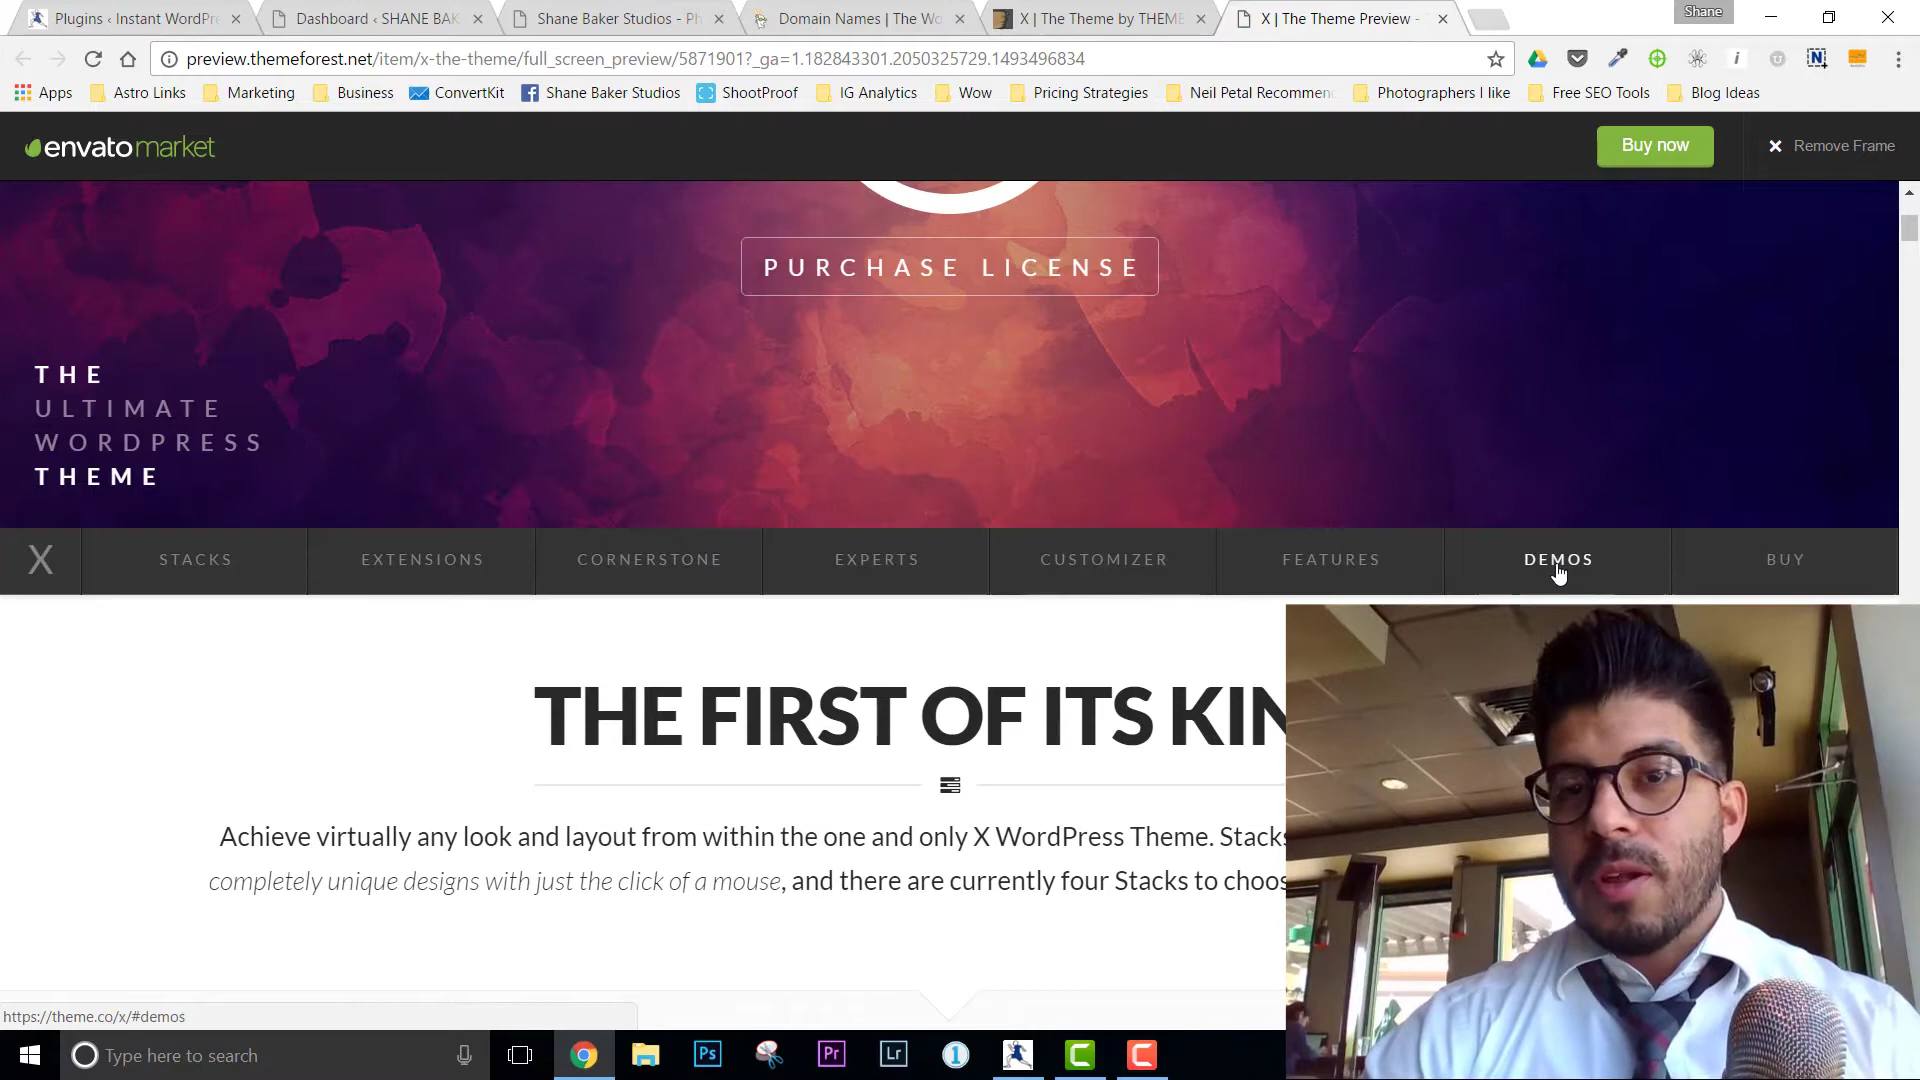 Plugins ‹ Instant WordPre
Dashboard ‹ SHANE BAK
Shane Baker Studios - Ph
Domain Names | The Wo
X | The Theme by THEME
X | The Theme Preview -
Shane
preview.themeforest.net/item/x-the-theme/full_screen_preview/5871901?_ga=1.182843301.2050325729.1493496834
Apps
Astro Links
Marketing
Business
ConvertKit
Shane Baker Studios
ShootProof
IG Analytics
Wow
Pricing Strategies
Neil Petal Recommen
Photographers I like
Free SEO Tools
Blog Ideas
envatomarket
Buy now
Remove Frame
PURCHASE LICENSE
THE
ULTIMATE
WORDPRESS
THEME
X
STACKS
EXTENSIONS
CORNERSTONE
EXPERTS
CUSTOMIZER
FEATURES
DEMOS
BUY
THE FIRST OF ITS KIN
Achieve virtually any look and layout from within the one and only X WordPress Theme. Stacks
completely unique designs with just the click of a mouse, and there are currently four Stacks to choos
https://theme.co/x/#demos
Type here to search
Ps
Pr
Lr